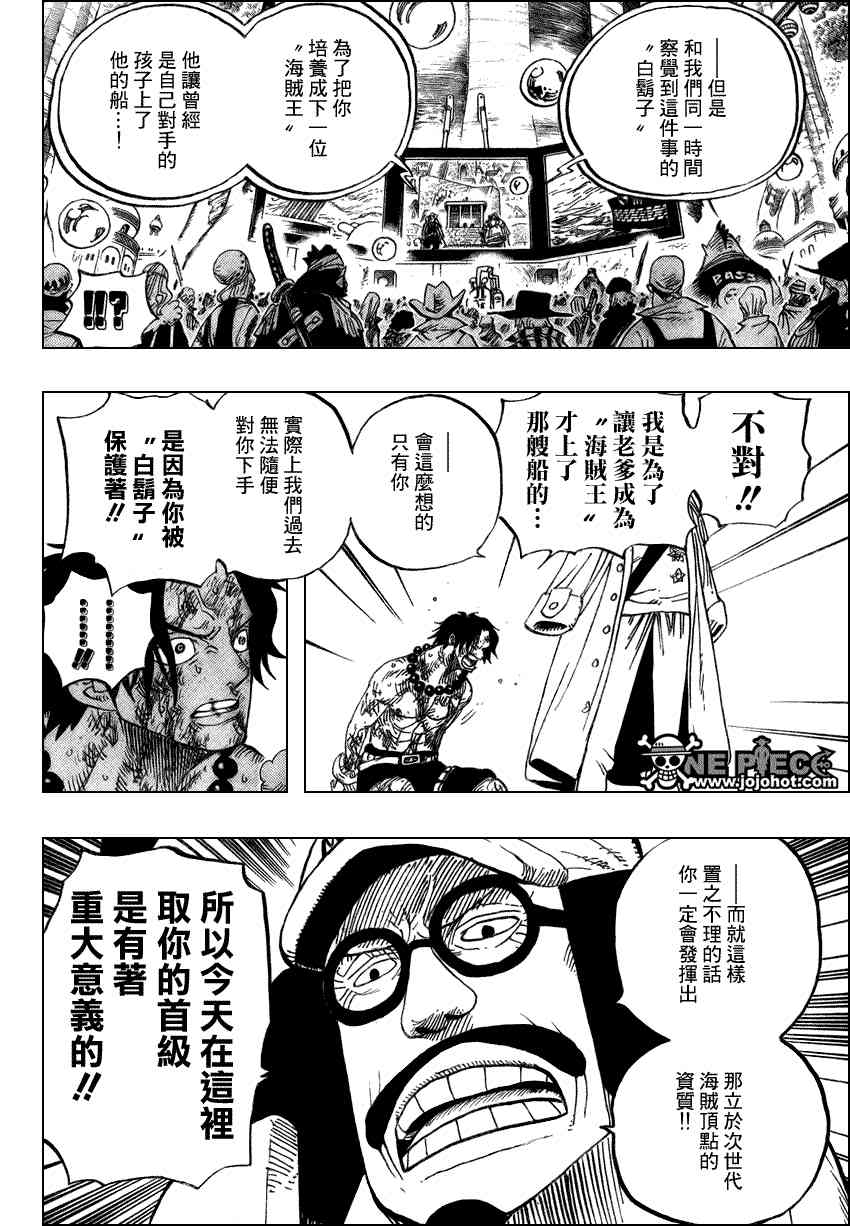 ──但是
和我們同一時間
察覺到這件事的
〝白鬍子〞
為了把你
培養成下一位
〝海賊王〞
他讓曾經
是自己對手的
孩子上了
他的船…！
BASS
!!?
不對!!
我是為了
讓老爹成為
〝海賊王〞
才上了
那艘船的…
──
會這麼想的
只有你
實際上我們過去
無法隨便
對你下手
是因為你被
〝白鬍子〞
保護著!!
………………!!
ONE PIECE
www.jojohot.com
──而就這樣
置之不理的話
你一定會發揮出
那立於次世代
海賊頂點的
資質!!
所以今天在這裡
取你的首級
是有著
重大意義的!!